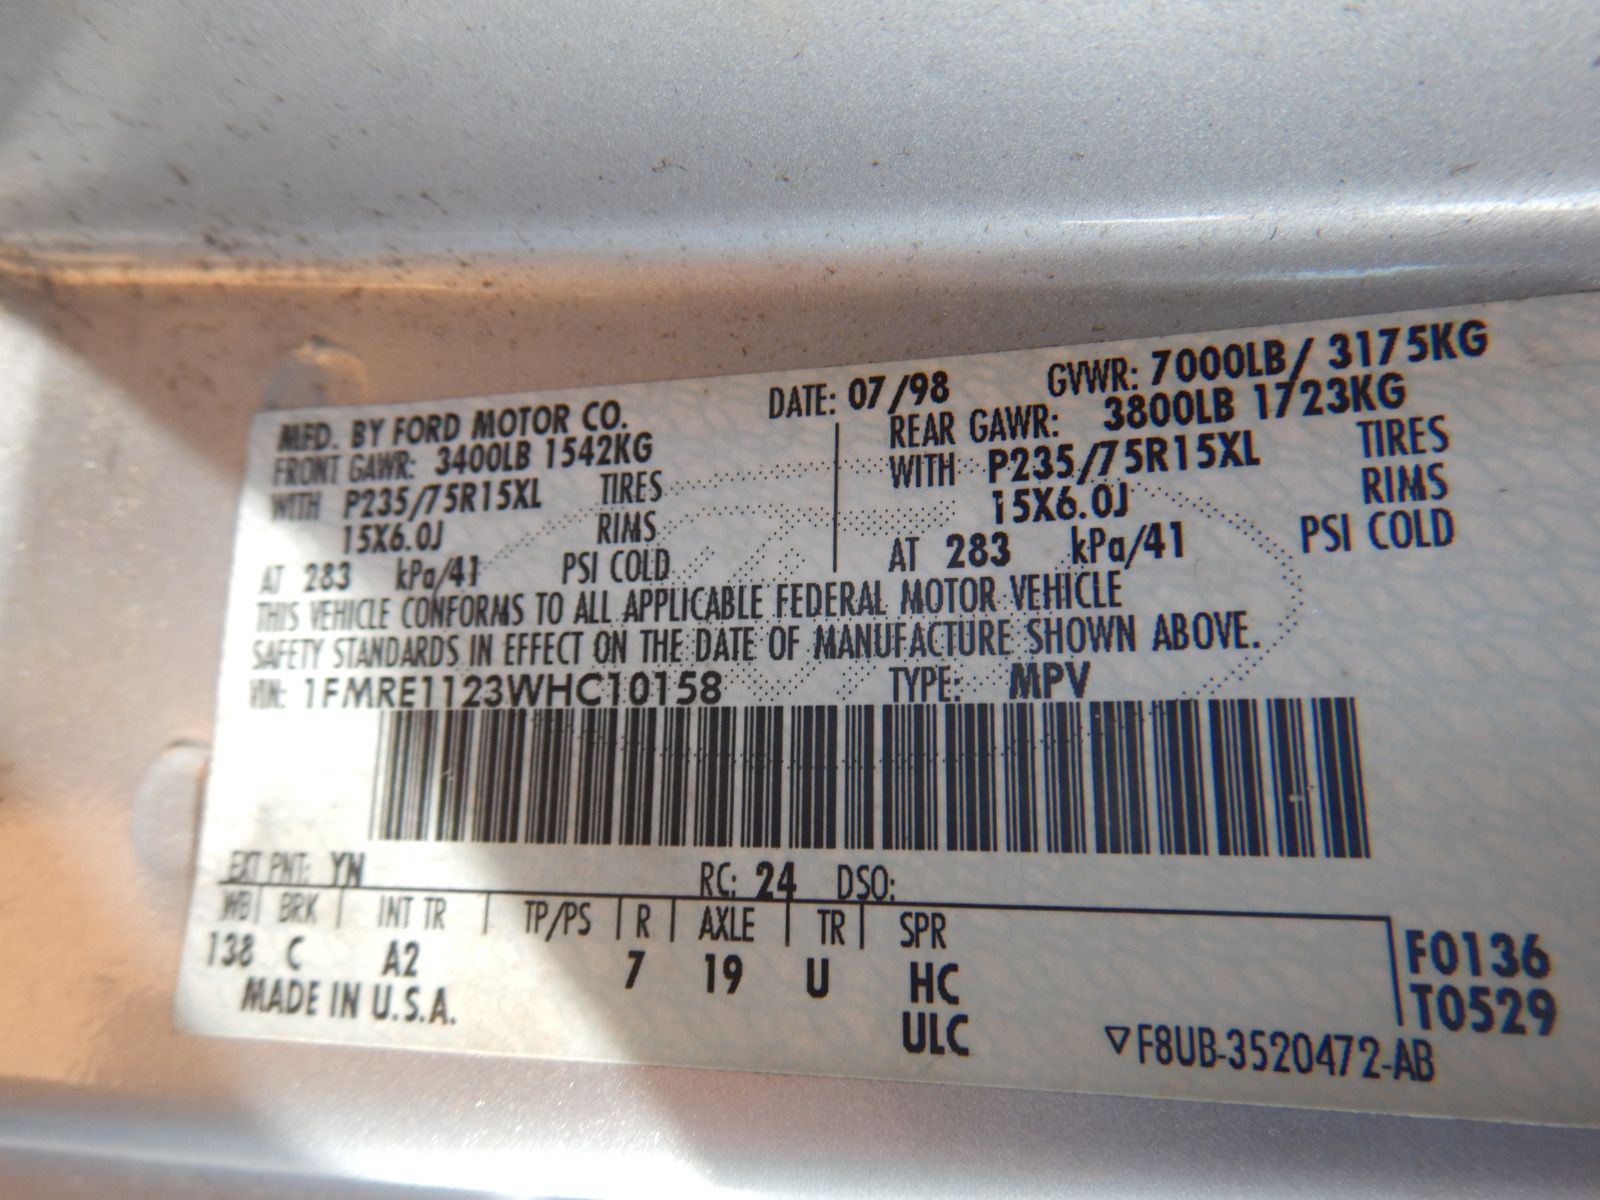 MFD. BY FORD MOTOR CO. DATE: 07/98 GVWR: 7000LB/ 3175KG
FRONT GAWR: 3400LB 1542KG REAR GAWR: 3800LB 1723KG
WITH P235/75R15XL TIRES WITH P235/75R15XL TIRES
15X6.0J RIMS 15X6.0J RIMS
AT 283 kPa/41 PSI COLD AT 283 kPa/41 PSI COLD
THIS VEHICLE CONFORMS TO ALL APPLICABLE FEDERAL MOTOR VEHICLE
SAFETY STANDARDS IN EFFECT ON THE DATE OF MANUFACTURE SHOWN ABOVE.
VIN: 1FMRE1123WHC10158 TYPE: MPV
EXT PNT: YN RC: 24 DSO:
WB | BRK | INT TR | TP/PS | R | AXLE | TR | SPR
138 C A2 7 19 U HC F0136
MADE IN U.S.A. ULC T0529
▽F8UB-3520472-AB